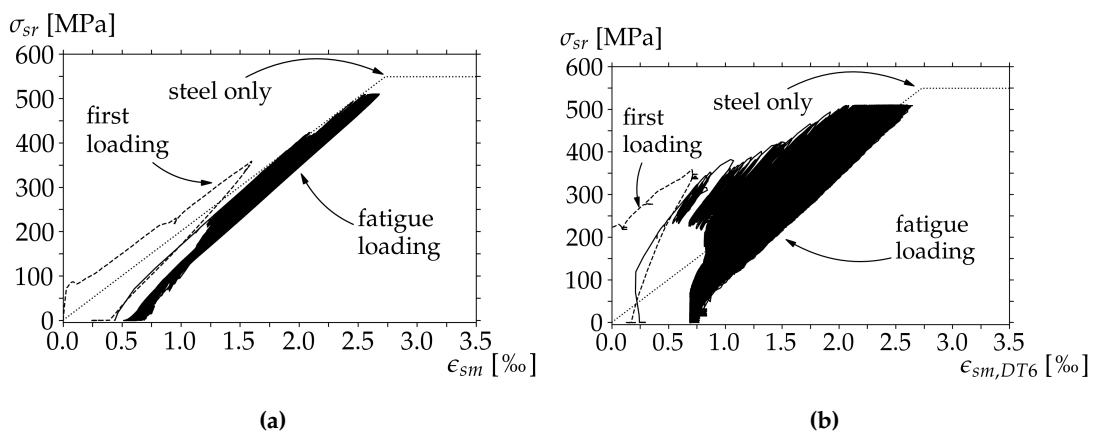 σsr [MPa]
600
500
400
300
200
100
0
0.0 0.5 1.0 1.5 2.0 2.5 3.0 3.5
ϵsm [‰]
steel only
first
loading
fatigue
loading
(a)
σsr [MPa]
600
500
400
300
200
100
0
0.0 0.5 1.0 1.5 2.0 2.5 3.0 3.5
ϵsm,DT6 [‰]
steel only
first
loading
fatigue
loading
(b)